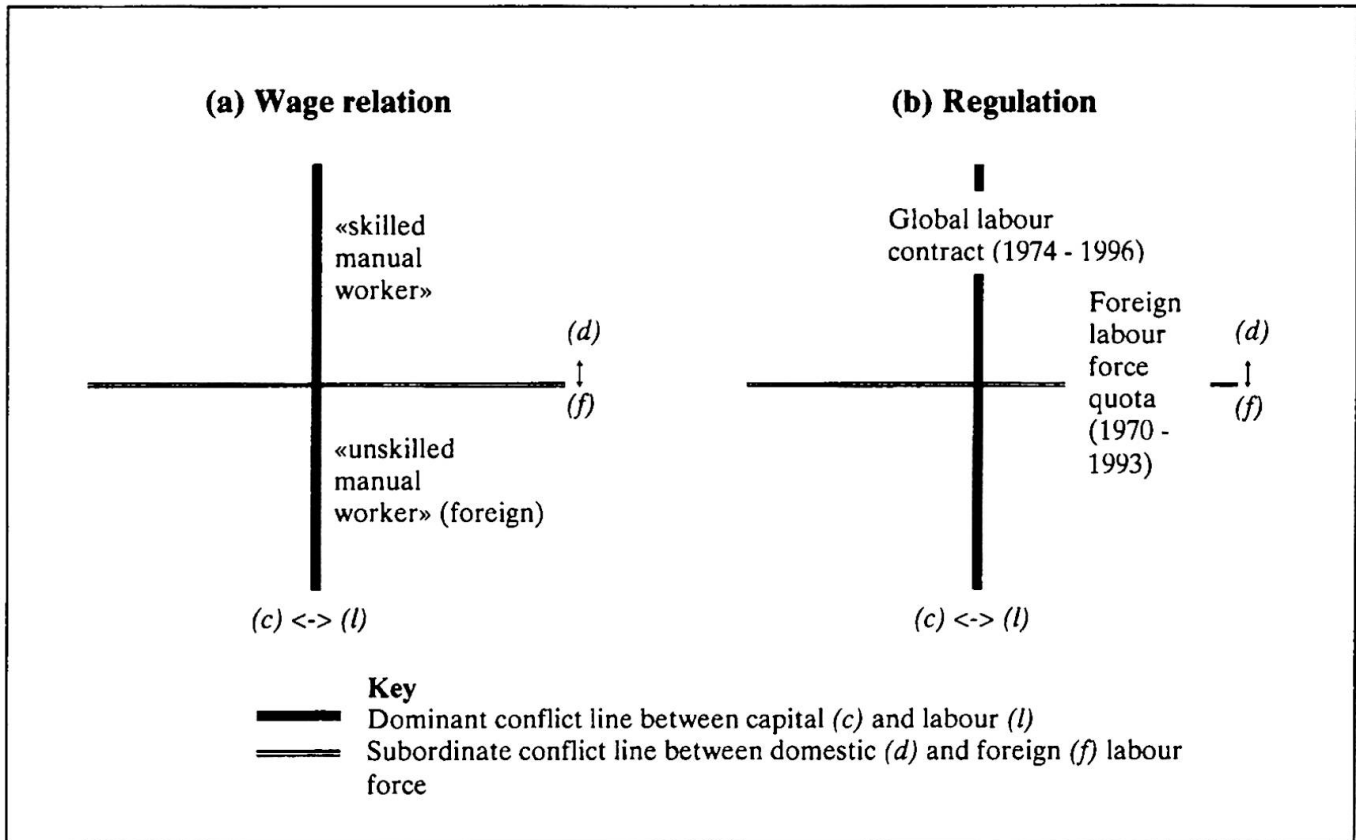 (a) Wage relation
(b) Regulation
«skilled
manual
worker»
(d)
↕
(f)
«unskilled
manual
worker» (foreign)
(c) <-> (l)
Global labour
contract (1974 - 1996)
Foreign
labour
force
quota
(1970 -
1993)
(d)
↕
(f)
(c) <-> (l)
Key
Dominant conflict line between capital (c) and labour (l)
Subordinate conflict line between domestic (d) and foreign (f) labour
force